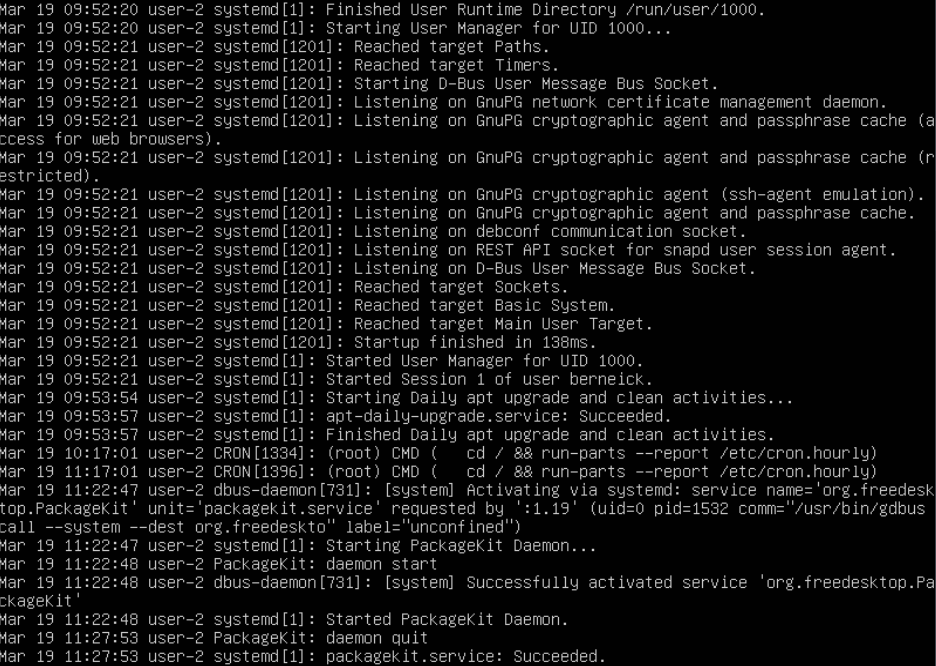 Mar 19 09:52:20 user-2 systemd[1]: Finished User Runtime Directory /run/user/1000.
Mar 19 09:52:20 user-2 systemd[1]: Starting User Manager for UID 1000...
Mar 19 09:52:21 user-2 systemd[1201]: Reached target Paths.
Mar 19 09:52:21 user-2 systemd[1201]: Reached target Timers.
Mar 19 09:52:21 user-2 systemd[1201]: Starting D-Bus User Message Bus Socket.
Mar 19 09:52:21 user-2 systemd[1201]: Listening on GnuPG network certificate management daemon.
Mar 19 09:52:21 user-2 systemd[1201]: Listening on GnuPG cryptographic agent and passphrase cache (a
ccess for web browsers).
Mar 19 09:52:21 user-2 systemd[1201]: Listening on GnuPG cryptographic agent and passphrase cache (r
estricted).
Mar 19 09:52:21 user-2 systemd[1201]: Listening on GnuPG cryptographic agent (ssh-agent emulation).
Mar 19 09:52:21 user-2 systemd[1201]: Listening on GnuPG cryptographic agent and passphrase cache.
Mar 19 09:52:21 user-2 systemd[1201]: Listening on debconf communication socket.
Mar 19 09:52:21 user-2 systemd[1201]: Listening on REST API socket for snapd user session agent.
Mar 19 09:52:21 user-2 systemd[1201]: Listening on D-Bus User Message Bus Socket.
Mar 19 09:52:21 user-2 systemd[1201]: Reached target Sockets.
Mar 19 09:52:21 user-2 systemd[1201]: Reached target Basic System.
Mar 19 09:52:21 user-2 systemd[1201]: Reached target Main User Target.
Mar 19 09:52:21 user-2 systemd[1201]: Startup finished in 138ms.
Mar 19 09:52:21 user-2 systemd[1]: Started User Manager for UID 1000.
Mar 19 09:52:21 user-2 systemd[1]: Started Session 1 of user berneick.
Mar 19 09:53:54 user-2 systemd[1]: Starting Daily apt upgrade and clean activities...
Mar 19 09:53:57 user-2 systemd[1]: apt-daily-upgrade.service: Succeeded.
Mar 19 09:53:57 user-2 systemd[1]: Finished Daily apt upgrade and clean activities.
Mar 19 10:17:01 user-2 CRON[1334]: (root) CMD (   cd / && run-parts --report /etc/cron.hourly)
Mar 19 11:17:01 user-2 CRON[1396]: (root) CMD (   cd / && run-parts --report /etc/cron.hourly)
Mar 19 11:22:47 user-2 dbus-daemon[731]: [system] Activating via systemd: service name='org.freedesk
top.PackageKit' unit='packagekit.service' requested by ':1.19' (uid=0 pid=1532 comm="/usr/bin/gdbus
call --system --dest org.freedeskto" label="unconfined")
Mar 19 11:22:47 user-2 systemd[1]: Starting PackageKit Daemon...
Mar 19 11:22:48 user-2 PackageKit: daemon start
Mar 19 11:22:48 user-2 dbus-daemon[731]: [system] Successfully activated service 'org.freedesktop.Pa
ckageKit'
Mar 19 11:22:48 user-2 systemd[1]: Started PackageKit Daemon.
Mar 19 11:27:53 user-2 PackageKit: daemon quit
Mar 19 11:27:53 user-2 systemd[1]: packagekit.service: Succeeded.